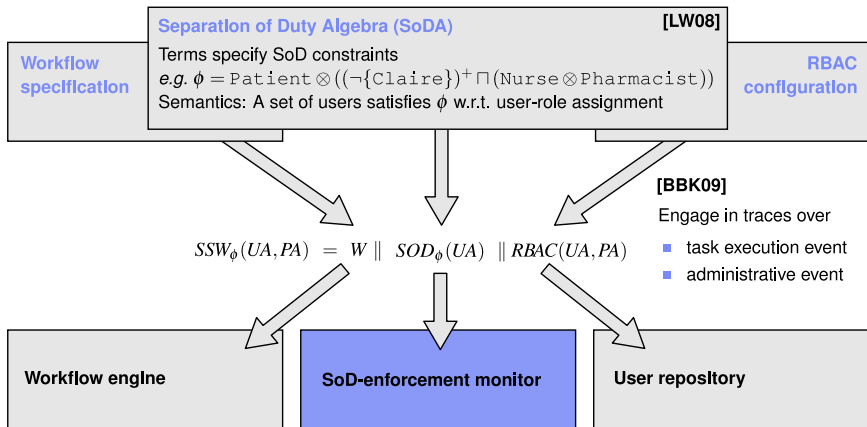 Separation of Duty Algebra (SoDA)
[LW08]
Terms specify SoD constraints
e.g. ϕ = Patient ⊗ ((¬{Claire})⁺ ⊓ (Nurse ⊗ Pharmacist))
Semantics: A set of users satisfies ϕ w.r.t. user-role assignment
Workflow
specification
RBAC
configuration
[BBK09]
Engage in traces over
task execution event
administrative event
SSWϕ(UA,PA) = W ∥ SODϕ(UA) ∥ RBAC(UA,PA)
Workflow engine
SoD-enforcement monitor
User repository